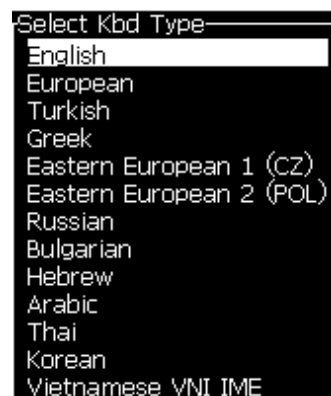 Select Kbd Type
English
European
Turkish
Greek
Eastern European 1 (CZ)
Eastern European 2 (POL)
Russian
Bulgarian
Hebrew
Arabic
Thai
Korean
Vietnamese VNI IME